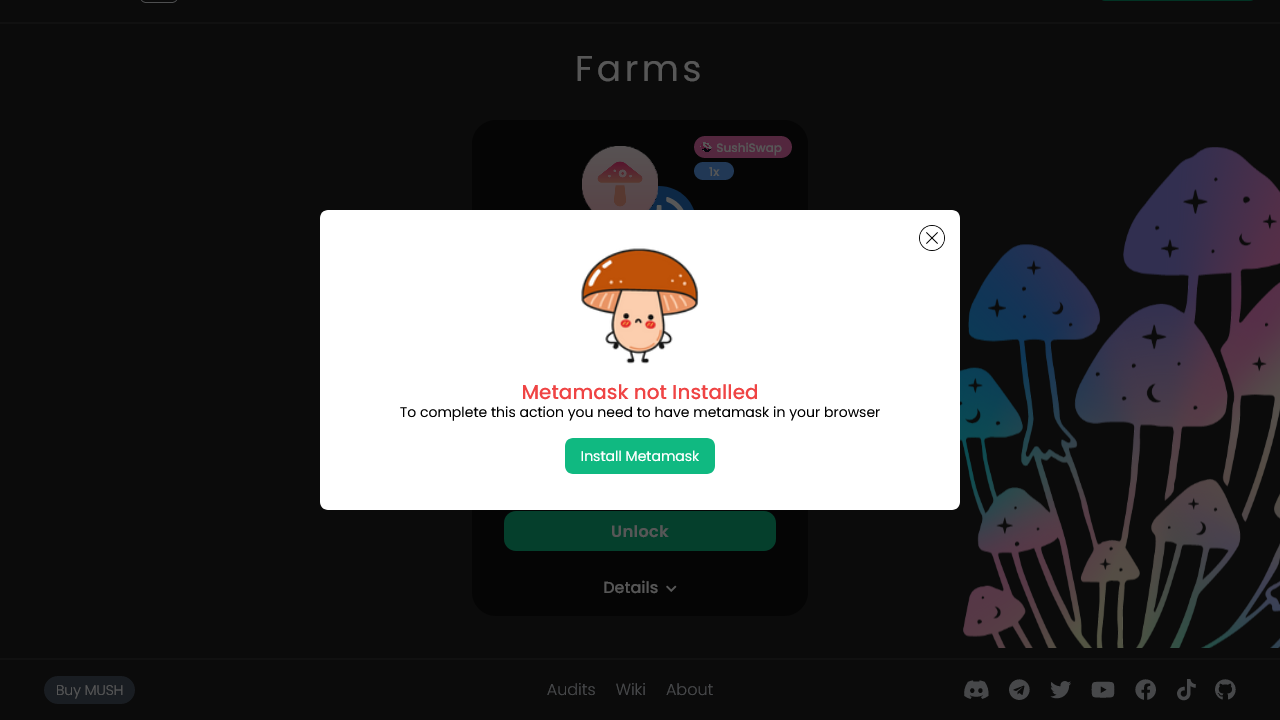 Farms
SushiSwap
1x
Metamask not Installed
To complete this action you need to have metamask in your browser
Install Metamask
Unlock
Details
Buy MUSH
Audits
Wiki
About